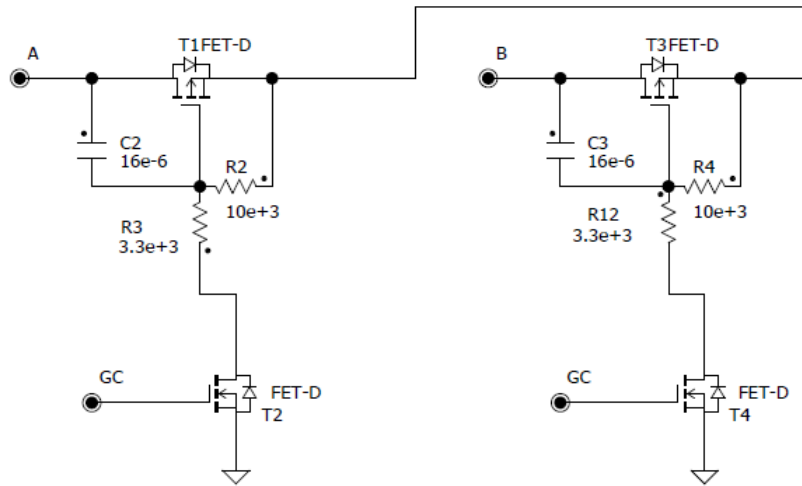 A
T1FET-D
B
T3FET-D
C2
16e-6
R2
10e+3
C3
16e-6
R4
10e+3
R3
3.3e+3
R12
3.3e+3
GC
FET-D
T2
GC
FET-D
T4